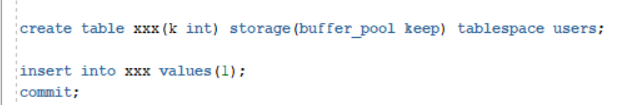 create table xxx(k int) storage(buffer_pool keep) tablespace users;
insert into xxx values(1);
commit;